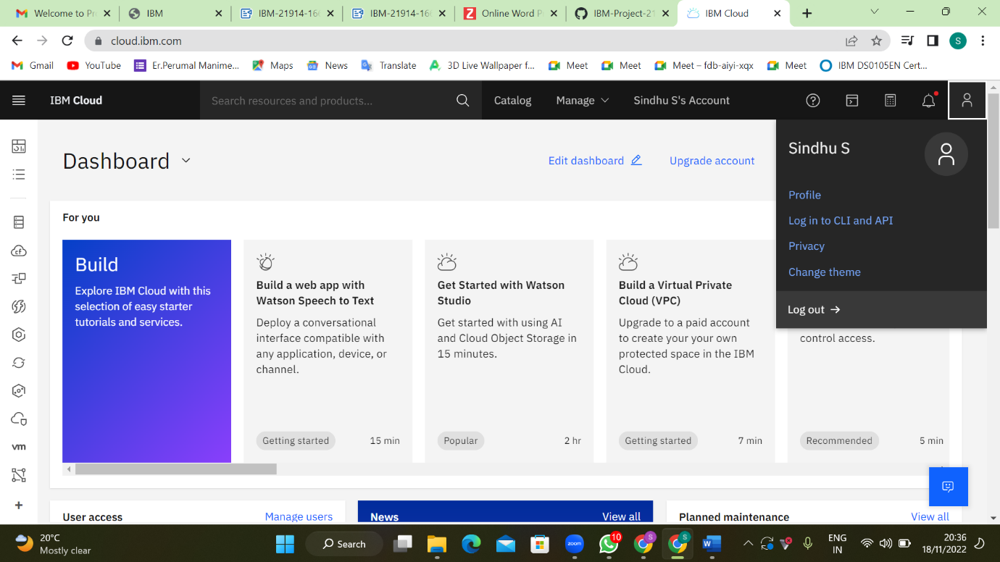 Welcome to Pro
IBM
IBM-21914-166
IBM-21914-166
Online Word P
IBM-Project-21
IBM Cloud
cloud.ibm.com
S
Gmail
YouTube
Er.Perumal Manime...
Maps
News
Translate
3D Live Wallpaper f...
Meet
Meet
Meet – fdb-aiyi-xqx
Meet
IBM DS0105EN Cert...
IBM Cloud
Search resources and products...
Catalog
Manage
Sindhu S's Account
Dashboard
Edit dashboard
Upgrade account
Sindhu S
Profile
Log in to CLI and API
Privacy
Change theme
Log out
For you
Build
Explore IBM Cloud with this
selection of easy starter
tutorials and services.
Build a web app with
Watson Speech to Text
Deploy a conversational
interface compatible with
any application, device, or
channel.
Getting started
15 min
Get Started with Watson
Studio
Get started with using AI
and Cloud Object Storage in
15 minutes.
Popular
2 hr
Build a Virtual Private
Cloud (VPC)
Upgrade to a paid account
to create your your own
protected space in the IBM
Cloud.
Getting started
7 min
control access.
Recommended
5 min
cf
vm
User access
Manage users
News
View all
Planned maintenance
View all
20°C
Mostly clear
Search
zoom
10
S
S
W
ENG
IN
20:36
18/11/2022